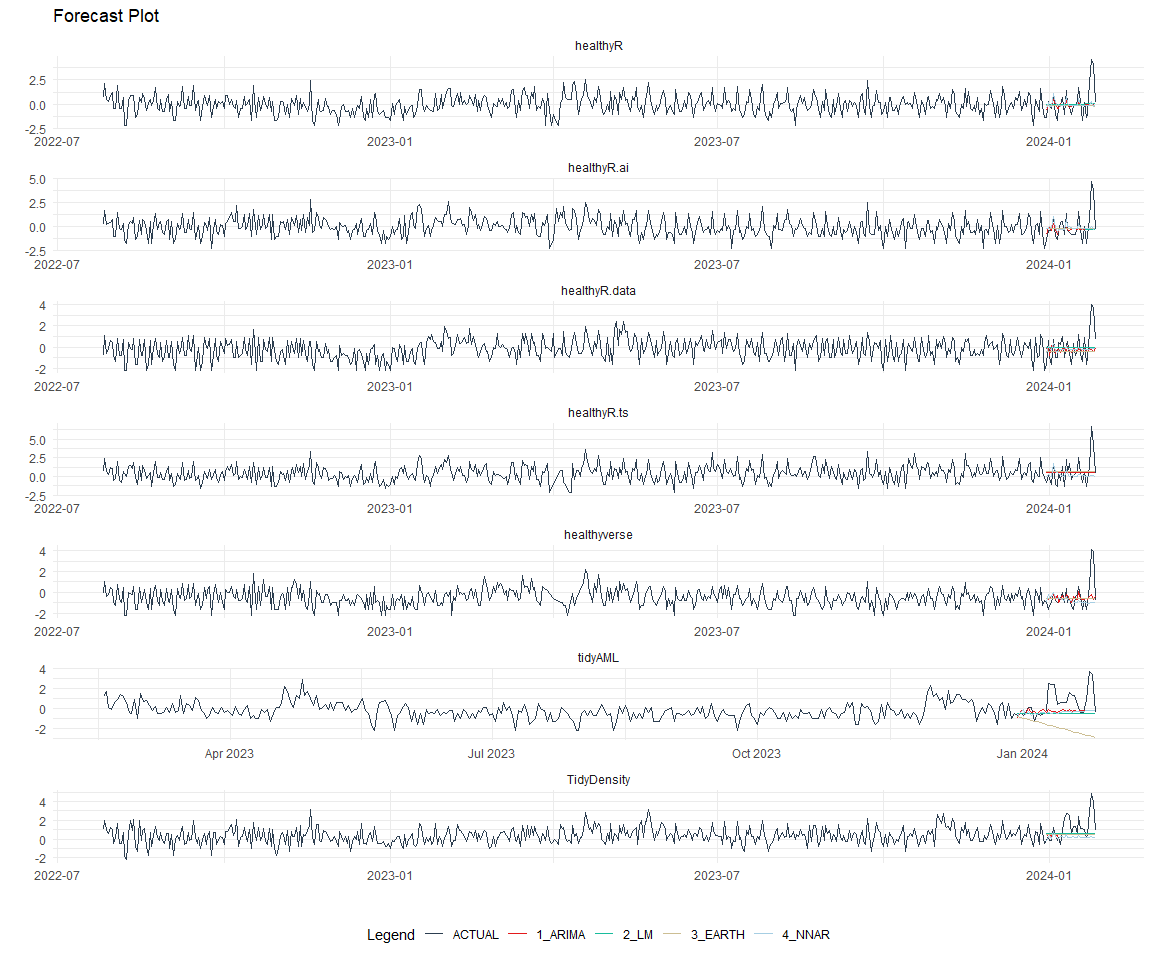 Forecast Plot
healthyR
2.5
0.0
-2.5
2022-07 2023-01 2023-07 2024-01
healthyR.ai
5.0
2.5
0.0
-2.5
2022-07 2023-01 2023-07 2024-01
healthyR.data
4
2
0
-2
2022-07 2023-01 2023-07 2024-01
healthyR.ts
5.0
2.5
0.0
-2.5
2022-07 2023-01 2023-07 2024-01
healthyverse
4
2
0
-2
2022-07 2023-01 2023-07 2024-01
tidyAML
4
2
0
-2
Apr 2023 Jul 2023 Oct 2023 Jan 2024
TidyDensity
4
2
0
-2
2022-07 2023-01 2023-07 2024-01
Legend ACTUAL 1_ARIMA 2_LM 3_EARTH 4_NNAR